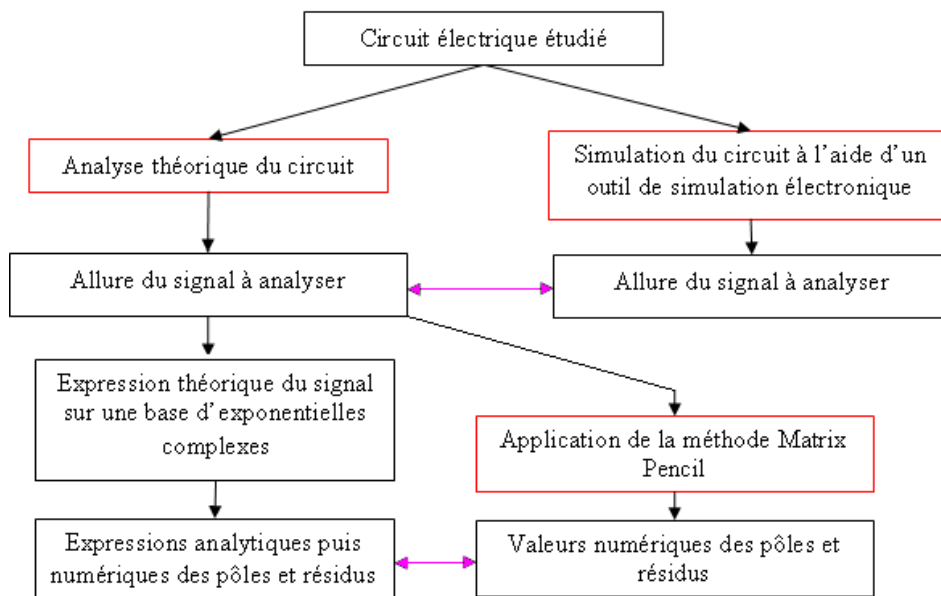 Circuit électrique étudié
Analyse théorique du circuit
Simulation du circuit à l'aide d'un
outil de simulation électronique
Allure du signal à analyser
Allure du signal à analyser
Expression théorique du signal
sur une base d'exponentielles
complexes
Application de la méthode Matrix
Pencil
Expressions analytiques puis
numériques des pôles et résidus
Valeurs numériques des pôles et
résidus